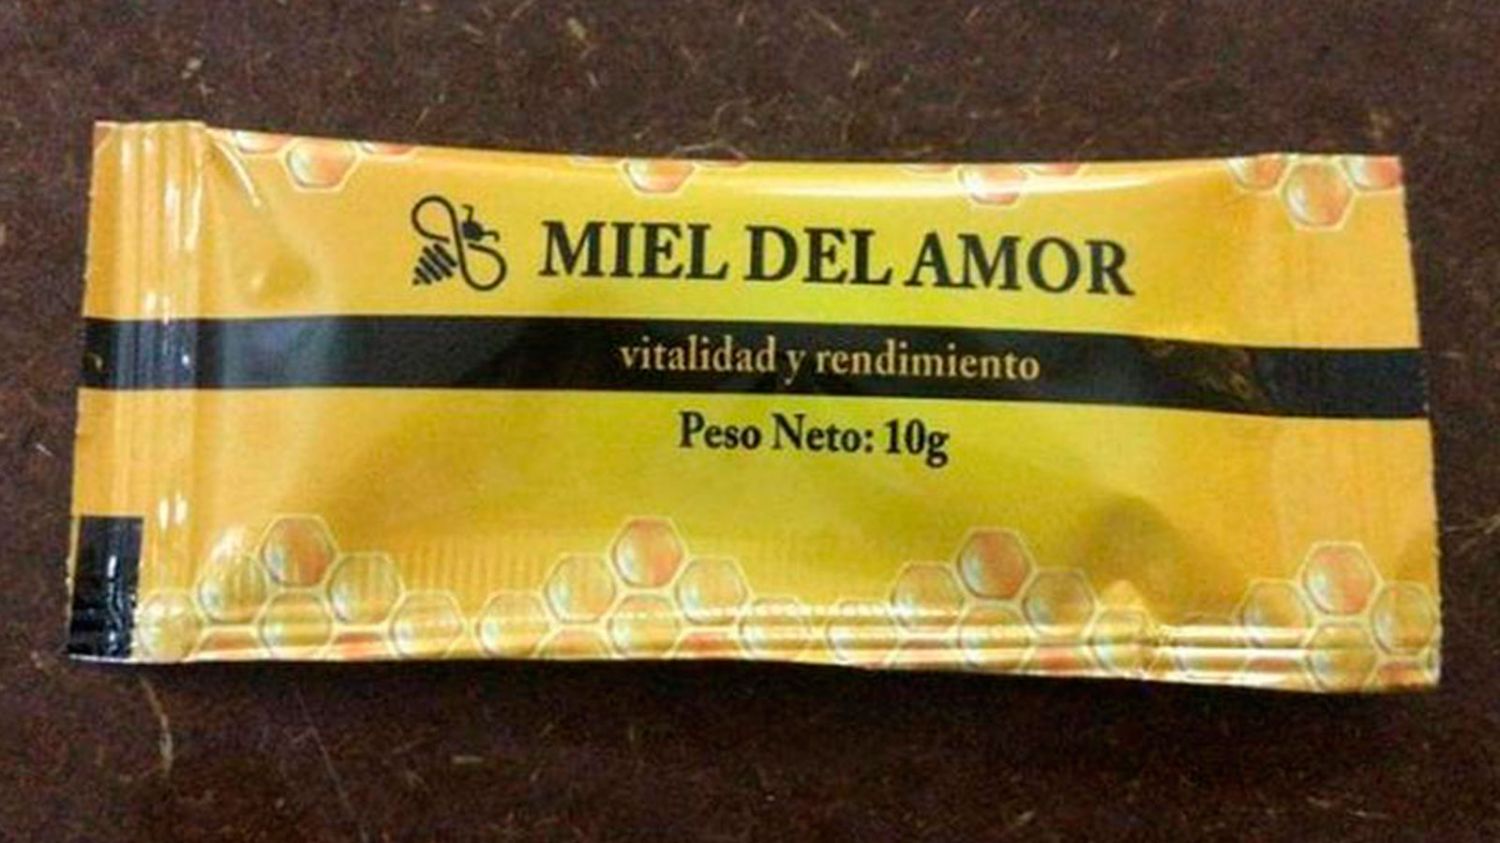 MIEL DEL AMOR
vitalidad y rendimiento
Peso Neto: 10g